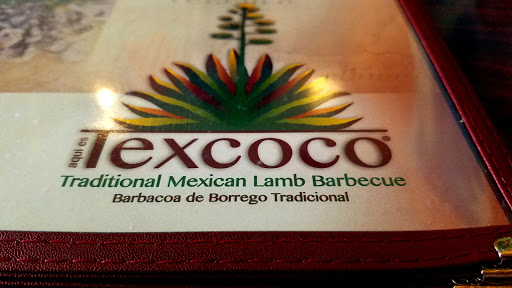 aquí es
Texcoco®
Traditional Mexican Lamb Barbecue
Barbacoa de Borrego Tradicional